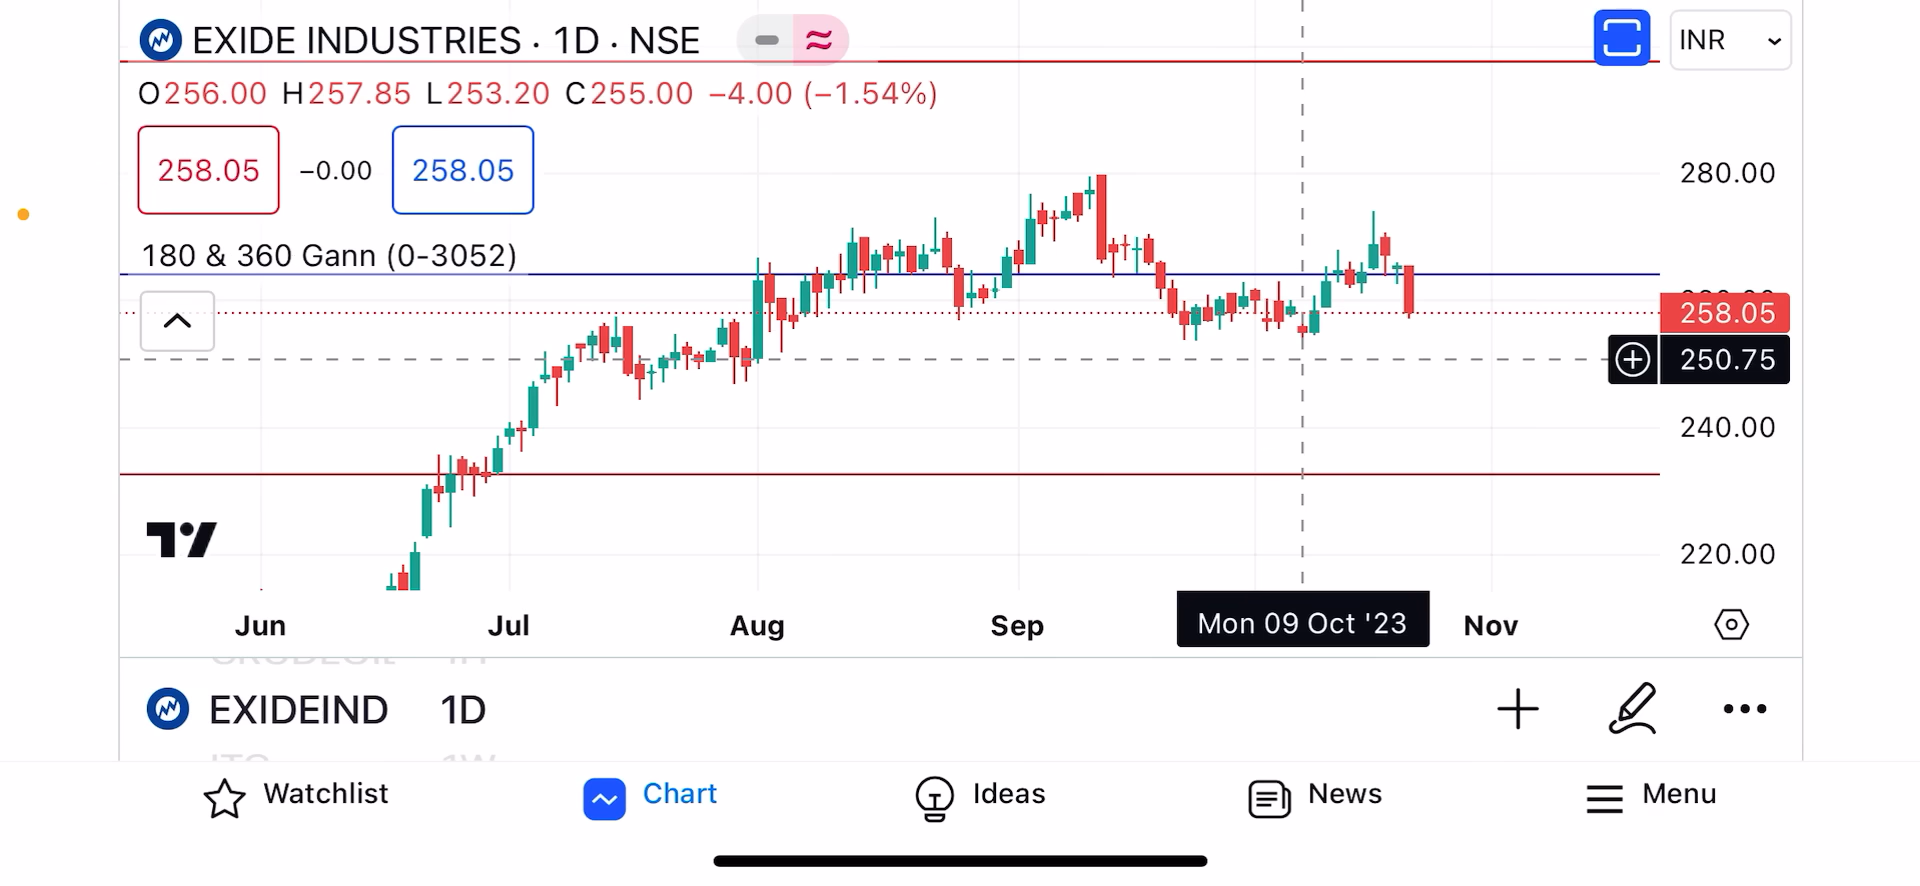 EXIDE INDUSTRIES · 1D · NSE
INR
O256.00 H257.85 L253.20 C255.00 −4.00 (−1.54%)
258.05 −0.00 258.05
280.00
180 & 360 Gann (0-3052)
258.05
250.75
240.00
220.00
Jun Jul Aug Sep Mon 09 Oct '23 Nov
EXIDEIND 1D
Watchlist Chart Ideas News Menu